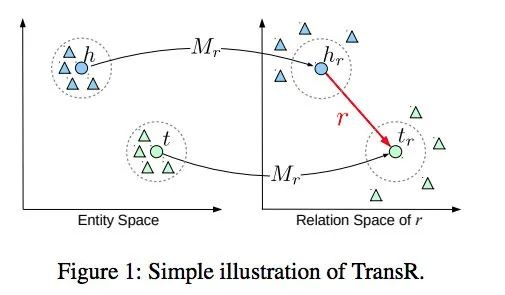 h
M_r
h_r
r
t
t_r
M_r
Entity Space
Relation Space of r
Figure 1: Simple illustration of TransR.